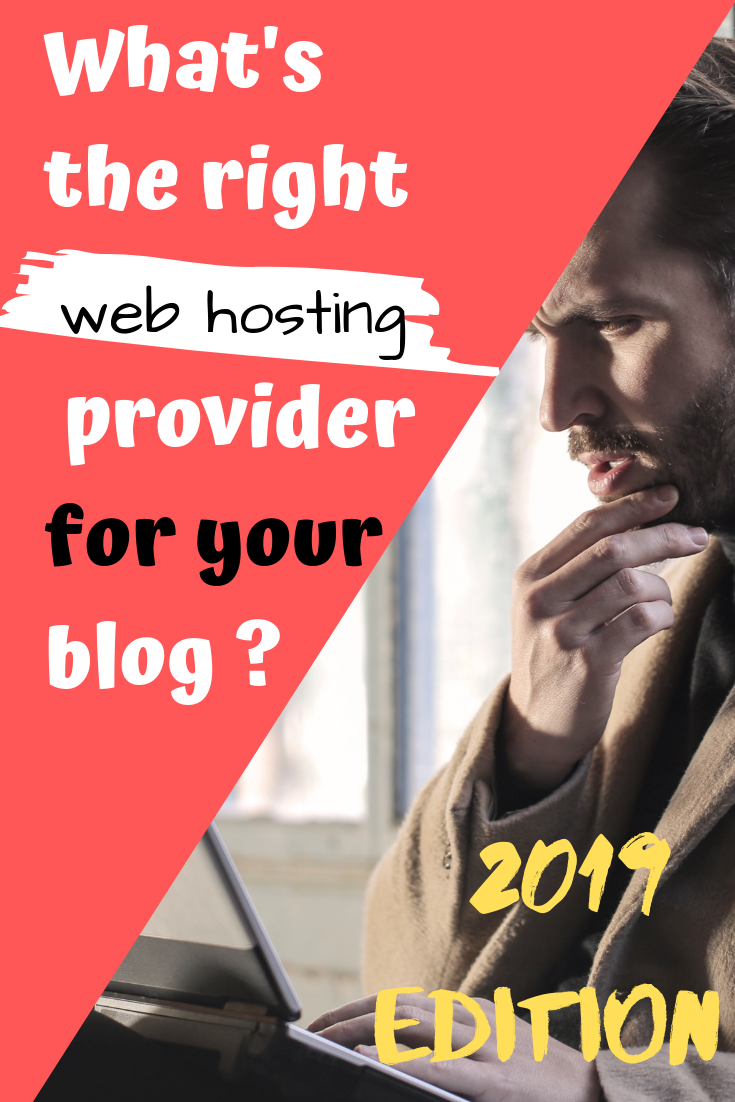 What's
the right
web hosting
provider
for your
blog ?
2019
EDITION